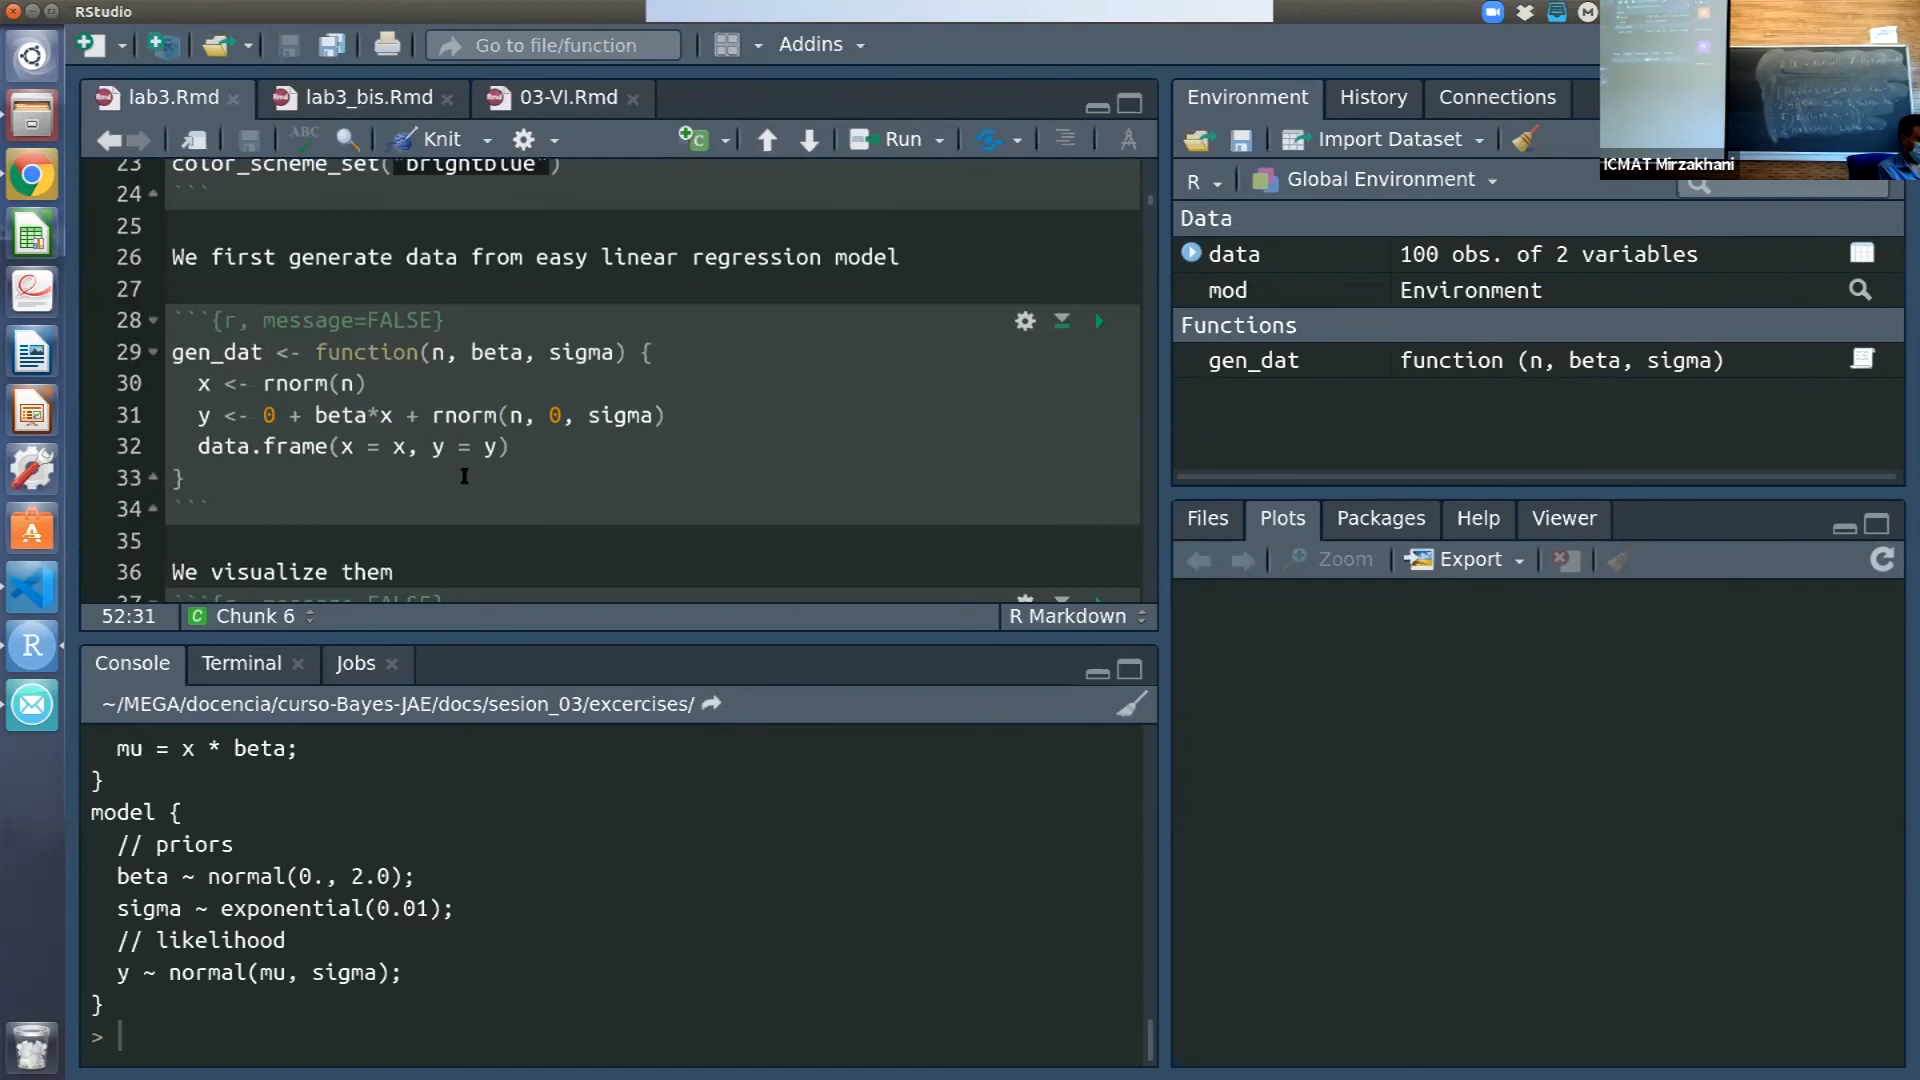 RStudio
Go to file/function
Addins
ICMAT Mirzakhani
lab3.Rmd
lab3_bis.Rmd
03-VI.Rmd
ABC
Knit
Run
23 color_scheme_set("brightblue")
24 ```
25
26 We first generate data from easy linear regression model
27
28 ```{r, message=FALSE}
29 gen_dat <- function(n, beta, sigma) {
30 x <- rnorm(n)
31 y <- 0 + beta*x + rnorm(n, 0, sigma)
32 data.frame(x = x, y = y)
33 }
34 ```
35
36 We visualize them
37 ```{r, message=FALSE}
52:31
Chunk 6
R Markdown
Console
Terminal
Jobs
~/MEGA/docencia/curso-Bayes-JAE/docs/sesion_03/excercises/
mu = x * beta;
}
model {
// priors
beta ~ normal(0., 2.0);
sigma ~ exponential(0.01);
// likelihood
y ~ normal(mu, sigma);
}
>
Environment
History
Connections
Import Dataset
R
Global Environment
Data
data 100 obs. of 2 variables
mod Environment
Functions
gen_dat function (n, beta, sigma)
Files
Plots
Packages
Help
Viewer
Zoom
Export